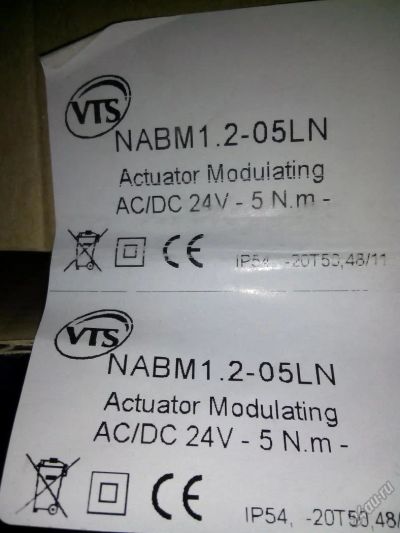 VTS
NABM1.2-05LN
Actuator Modulating
AC/DC 24V - 5 N.m -
CE
IP54, -20T50,48/11
VTS
NABM1.2-05LN
Actuator Modulating
AC/DC 24V - 5 N.m -
CE
IP54, -20T50,48/